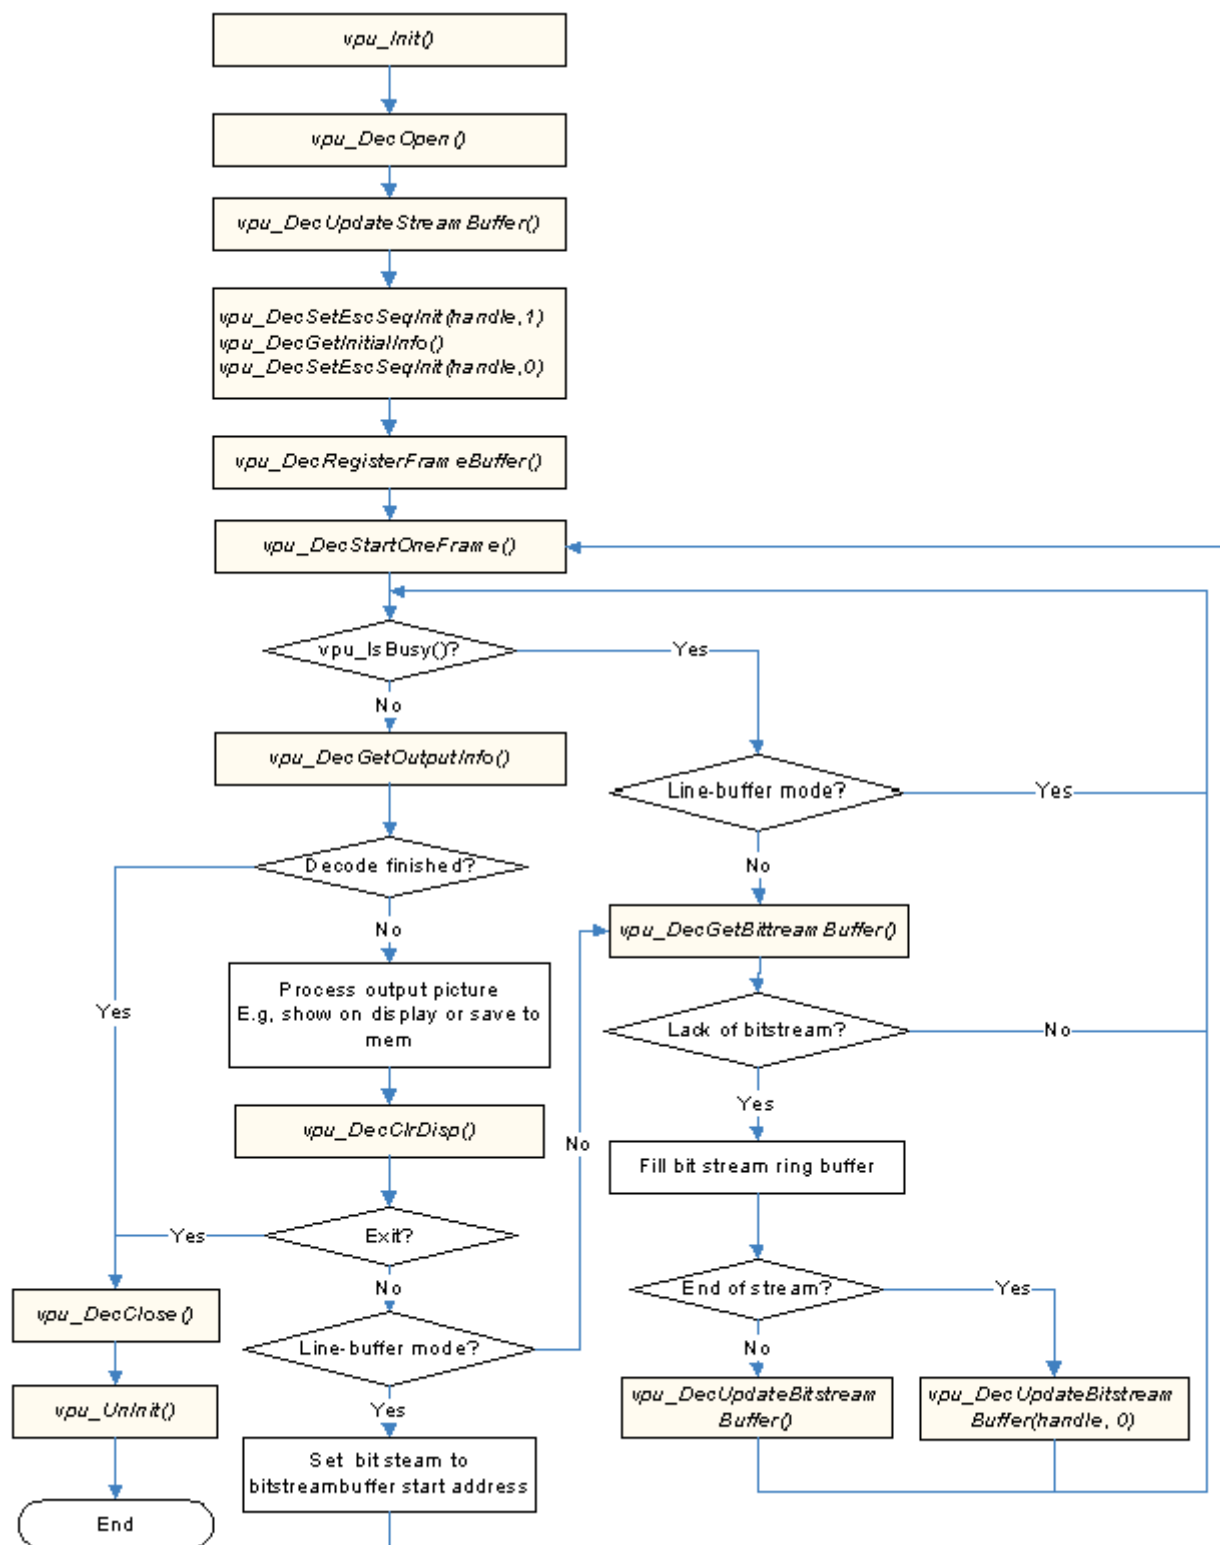 vpu_Init()
vpu_DecOpen()
vpu_DecUpdateStreamBuffer()
vpu_DecSetEscSeqInit(handle,1)
vpu_DecGetInitialInfo()
vpu_DecSetEscSeqInit(handle,0)
vpu_DecRegisterFrameBuffer()
vpu_DecStartOneFrame()
vpu_IsBusy()?
Yes
No
vpu_DecGetOutputInfo()
Line-buffer mode?
Yes
Decode finished?
No
No
vpu_DecGetBittreamBuffer()
Process output picture
E.g, show on display or save to
mem
Yes
Lack of bitstream?
No
Yes
vpu_DecClrDisp()
No
Fill bit stream ring buffer
Yes
Exit?
No
End of stream?
Yes
vpu_DecClose()
Line-buffer mode?
No
vpu_UnInit()
Yes
vpu_DecUpdateBitstream
Buffer()
vpu_DecUpdateBitstream
Buffer(handle, 0)
Set bitsteam to
bitstreambuffer start address
End